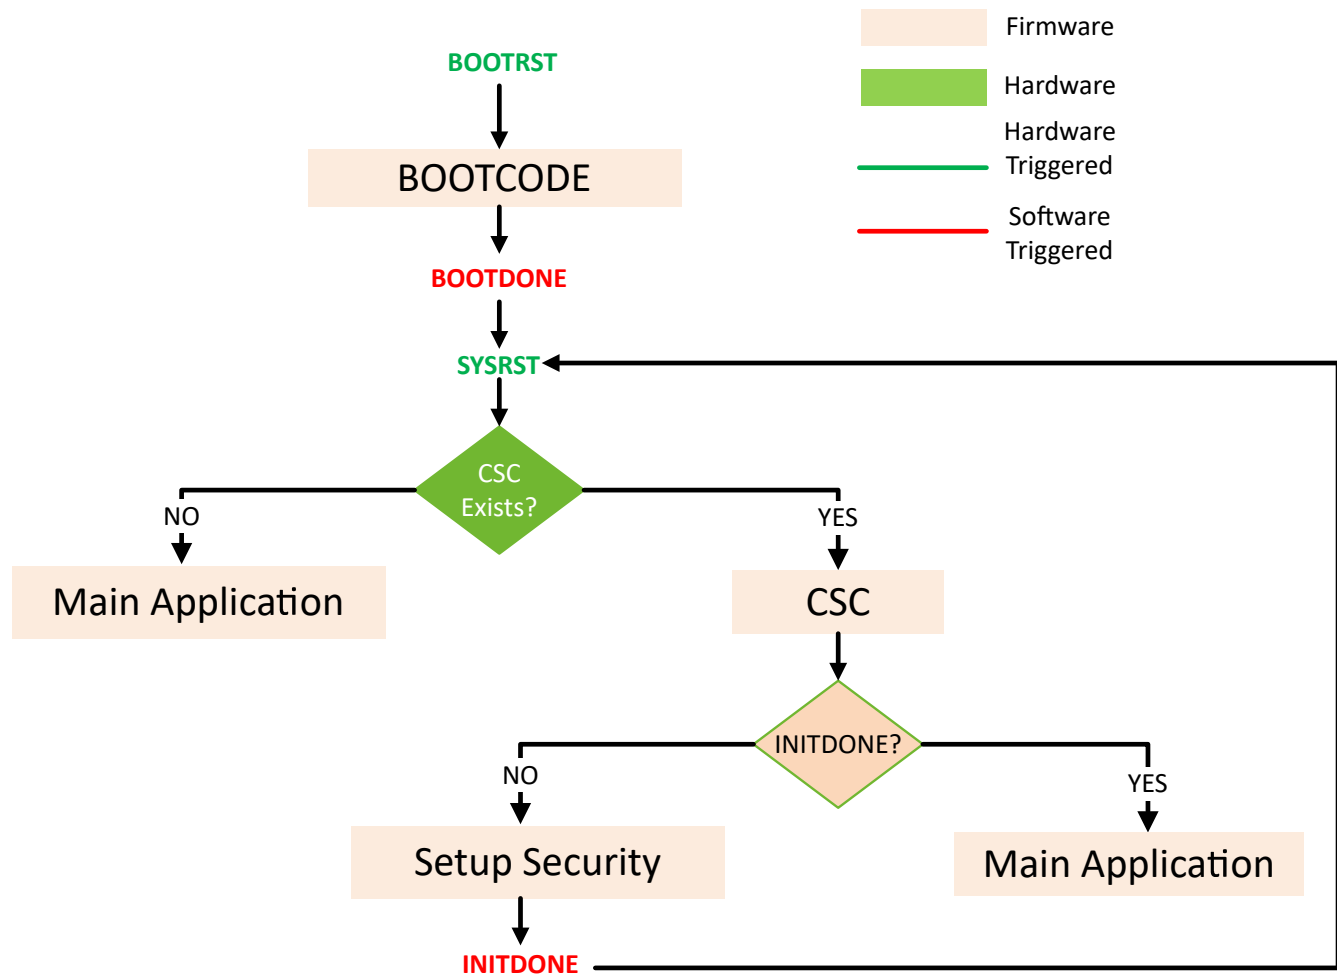 Firmware
BOOTRST
Hardware
Hardware
Triggered
BOOTCODE
Software
Triggered
BOOTDONE
SYSRST
CSC
Exists?
NO
YES
Main Application
CSC
INITDONE?
NO
YES
Setup Security
Main Application
INITDONE